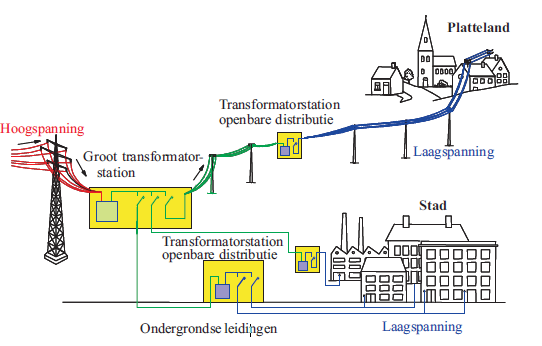 Platteland
Transformatorstation
openbare distributie
Hoogspanning
Laagspanning
Groot transformator-
station
Stad
Transformatorstation
openbare distributie
Ondergrondse leidingen
Laagspanning